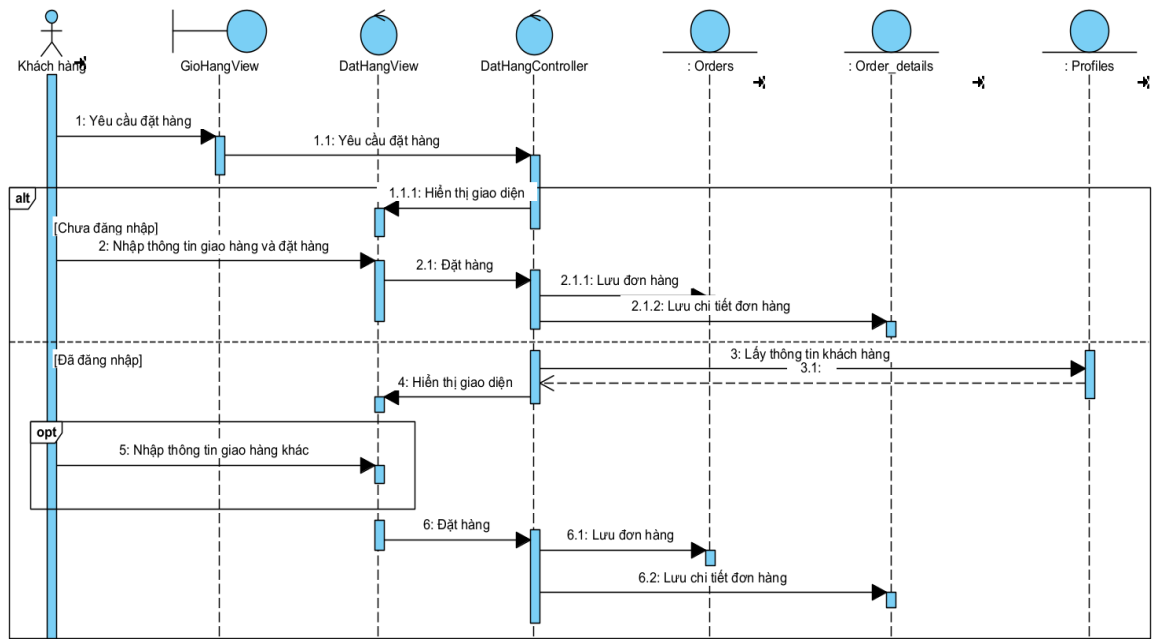 Khách hàng
GioHangView
DatHangView
DatHangController
: Orders
: Order_details
: Profiles
1: Yêu cầu đặt hàng
1.1: Yêu cầu đặt hàng
alt
1.1.1: Hiển thị giao diện
[Chưa đăng nhập]
2: Nhập thông tin giao hàng và đặt hàng
2.1: Đặt hàng
2.1.1: Lưu đơn hàng
2.1.2: Lưu chi tiết đơn hàng
[Đã đăng nhập]
3: Lấy thông tin khách hàng
3.1:
4: Hiển thị giao diện
opt
5: Nhập thông tin giao hàng khác
6: Đặt hàng
6.1: Lưu đơn hàng
6.2: Lưu chi tiết đơn hàng